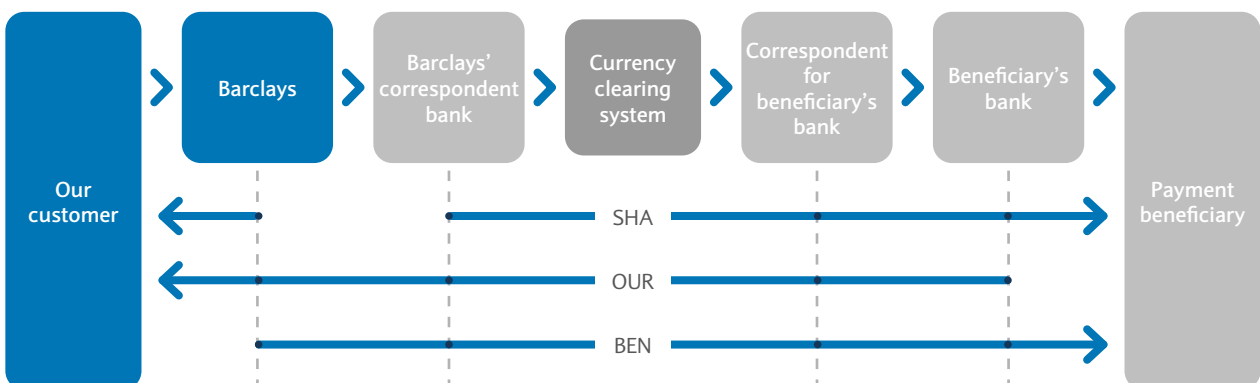 Our
customer
Barclays
Barclays’
correspondent
bank
Currency
clearing
system
Correspondent
for
beneficiary’s
bank
Beneficiary’s
bank
Payment
beneficiary
SHA
OUR
BEN